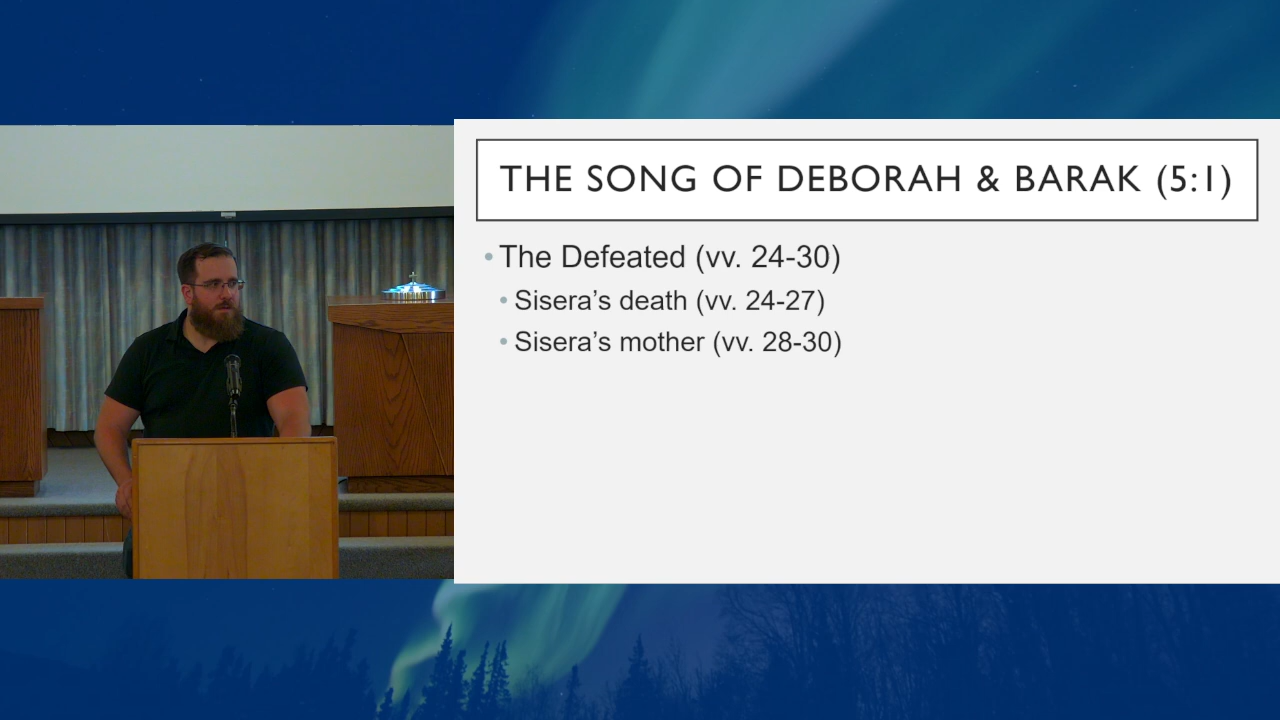 THE SONG OF DEBORAH & BARAK (5:1)
• The Defeated (vv. 24-30)
• Sisera’s death (vv. 24-27)
• Sisera’s mother (vv. 28-30)